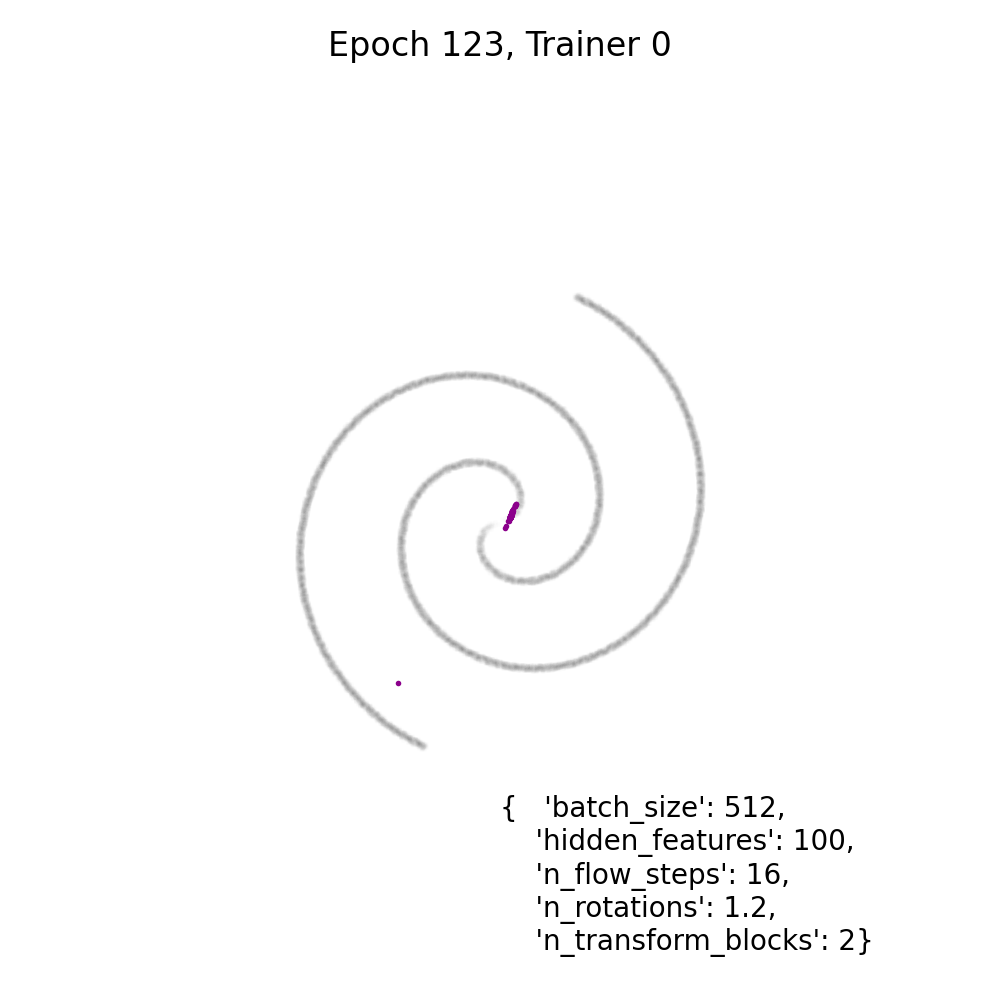 Epoch 123, Trainer 0
{   'batch_size': 512,
'hidden_features': 100,
'n_flow_steps': 16,
'n_rotations': 1.2,
'n_transform_blocks': 2}